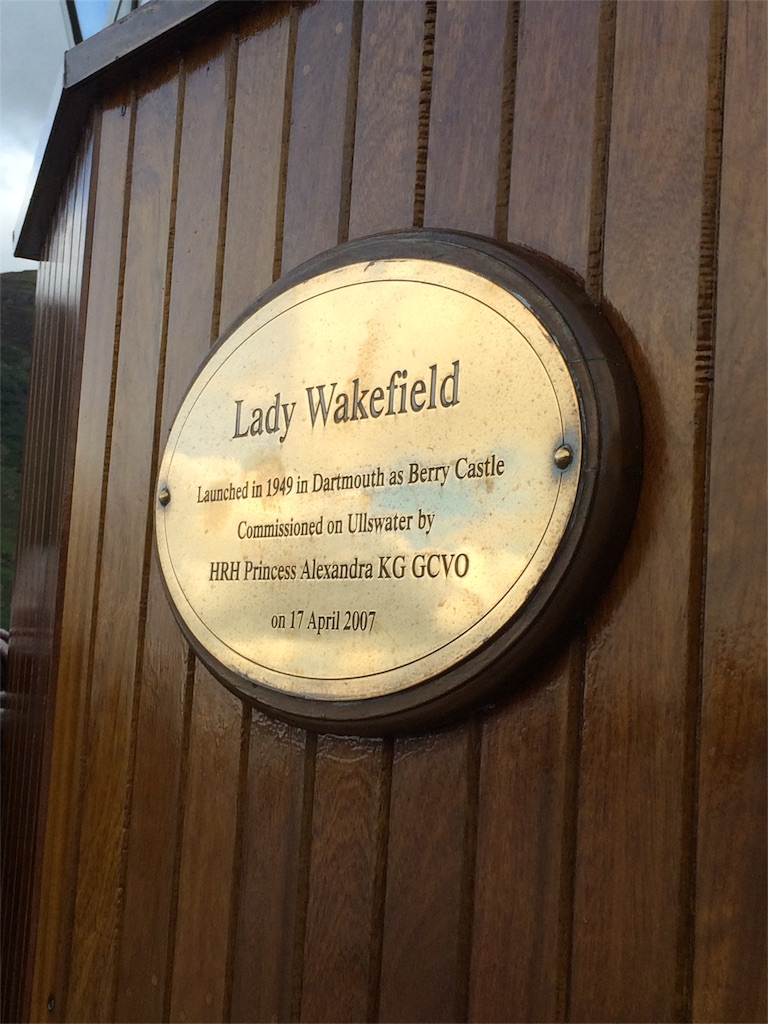 Lady Wakefield
Launched in 1949 in Dartmouth as Berry Castle
Commissioned on Ullswater by
HRH Princess Alexandra KG GCVO
on 17 April 2007